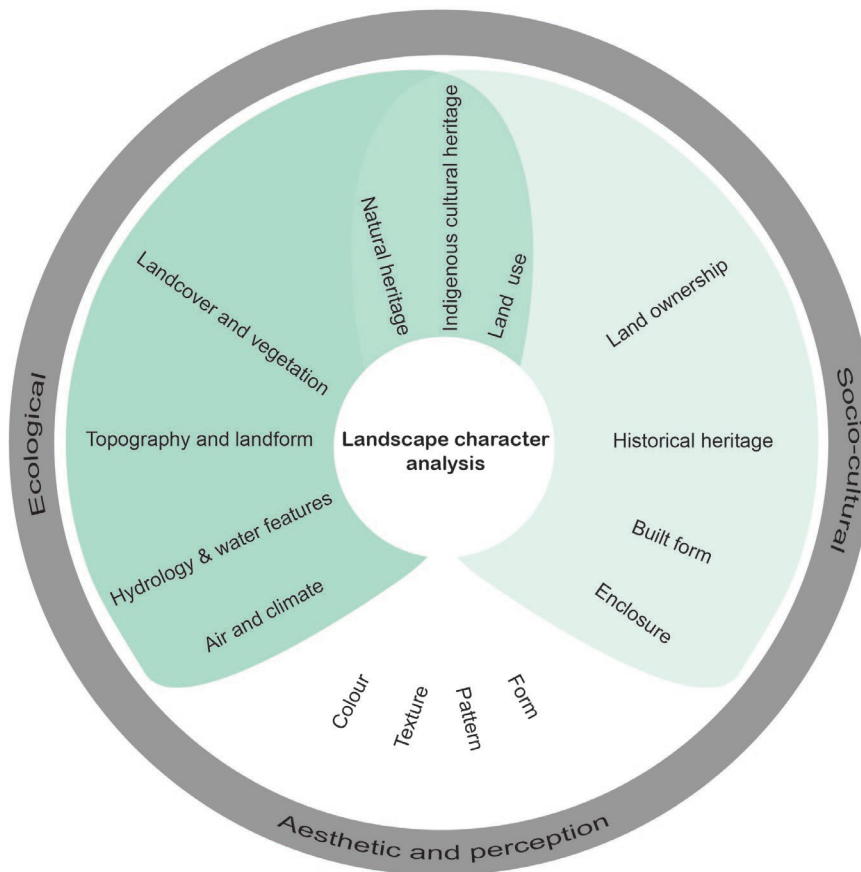 Natural heritage
Indigenous cultural heritage
Land use
Landcover and vegetation
Land ownership
Ecological
Topography and landform
Landscape character
analysis
Historical heritage
Socio-cultural
Hydrology & water features
Built form
Air and climate
Enclosure
Colour
Texture
Pattern
Form
Aesthetic and perception